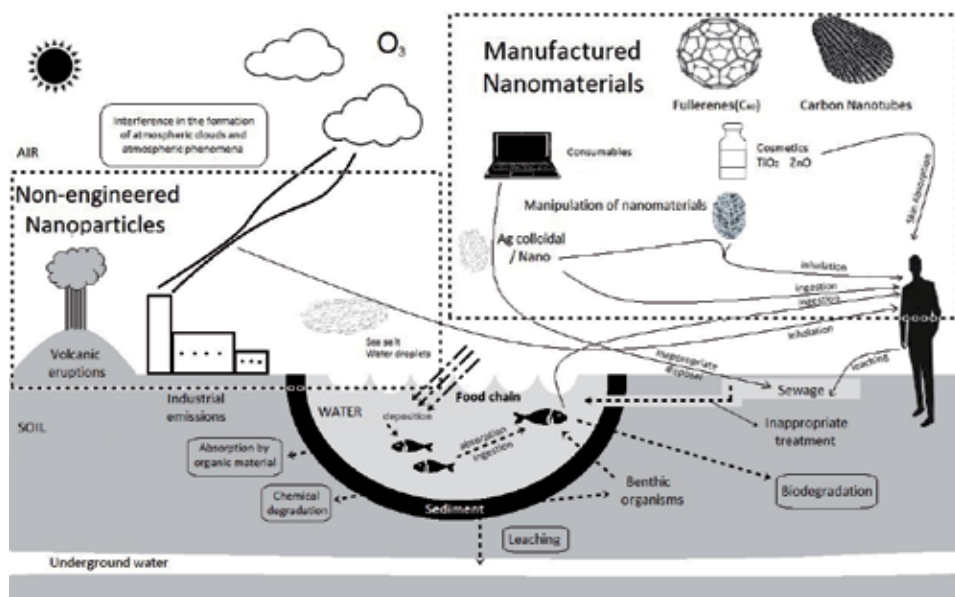 O₃
Manufactured
Nanomaterials
Fullerenes(C₆₀)
Carbon Nanotubes
Interference in the formation
of atmospheric clouds and
atmospheric phenomena
AIR
Consumables
Cosmetics
TiO₂ ZnO
Skin Absorption
Non-engineered
Nanoparticles
Manipulation of nanomaterials
Ag colloidal
/ Nano
inhalation
ingestion
ingestion
inhalation
Sea salt
Water droplets
Volcanic
eruptions
inappropriate
disposal
leaching
Sewage
Industrial
emissions
WATER
Food chain
deposition
SOIL
Inappropriate
treatment
Absorption by
organic material
absorption
ingestion
Chemical
degradation
Benthic
organisms
Biodegradation
Sediment
Leaching
Underground water